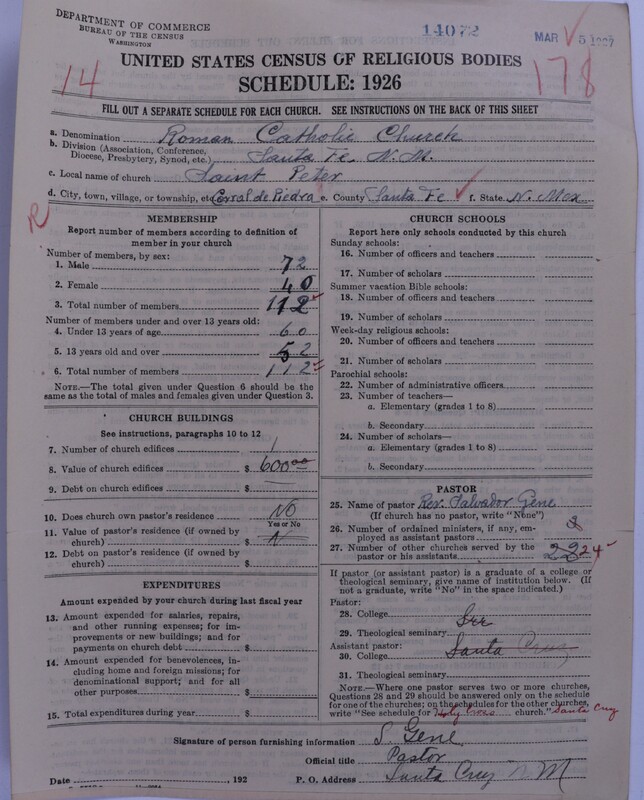 DEPARTMENT OF COMMERCE
BUREAU OF THE CENSUS
WASHINGTON
14072
MAR 5 1927
14
UNITED STATES CENSUS OF RELIGIOUS BODIES
SCHEDULE: 1926
178
FILL OUT A SEPARATE SCHEDULE FOR EACH CHURCH. SEE INSTRUCTIONS ON THE BACK OF THIS SHEET
a. Denomination Roman Catholic Church
b. Division (Association, Conference, Diocese, Presbytery, Synod, etc.) Santa Fe N.M.
c. Local name of church Saint Peter
d. City, town, village, or township, etc. Corral de Piedra e. County Santa Fe f. State N. Mex
R
MEMBERSHIP
Report number of members according to definition of
member in your church
Number of members, by sex:
1. Male 72
2. Female 40
3. Total number of members 112
Number of members under and over 13 years old:
4. Under 13 years of age 60
5. 13 years old and over 52
6. Total number of members 112
NOTE.—The total given under Question 6 should be
same as the total of males and females given under Question 3.
CHURCH BUILDINGS
See instructions, paragraphs 10 to 12
7. Number of church edifices 1
8. Value of church edifices $ 600.00
9. Debt on church edifices $
10. Does church own pastor's residence No
Yes or No
11. Value of pastor's residence (if owned by
church) $ N
12. Debt on pastor's residence (if owned by
church) $
EXPENDITURES
Amount expended by your church during last fiscal year
13. Amount expended for salaries, repairs,
and other running expenses; for im-
provements or new buildings; and for
payments on church debt $
14. Amount expended for benevolences, in-
cluding home and foreign missions; for
denominational support; and for all
other purposes $
15. Total expenditures during year $
CHURCH SCHOOLS
Report here only schools conducted by this church
Sunday schools:
16. Number of officers and teachers
17. Number of scholars
Summer vacation Bible schools:
18. Number of officers and teachers
19. Number of scholars
Week-day religious schools:
20. Number of officers and teachers
21. Number of scholars
Parochial schools:
22. Number of administrative officers
23. Number of teachers—
a. Elementary (grades 1 to 8)
b. Secondary
24. Number of scholars—
a. Elementary (grades 1 to 8)
b. Secondary
PASTOR
25. Name of pastor Rev. Salvador Gene
(If church has no pastor, write "None")
26. Number of ordained ministers, if any, em-
ployed as assistant pastors
27. Number of other churches served by the
pastor or his assistants 24
If pastor (or assistant pastor) is a graduate of a college or
theological seminary, give name of institution below. (If
not a graduate, write "No" in the space indicated.)
Pastor:
28. College See
29. Theological seminary
Assistant pastor: Santa Cruz
30. College
31. Theological seminary
NOTE.—Where one pastor serves two or more churches,
Questions 28 and 29 should be answered only on the schedule
for one of the churches; on the schedules for the other churches,
write "See schedule for Holy Cross church." Santa Cruz
Signature of person furnishing information S. Gene
Official title Pastor
Date , 192 P. O. Address Santa Cruz N M